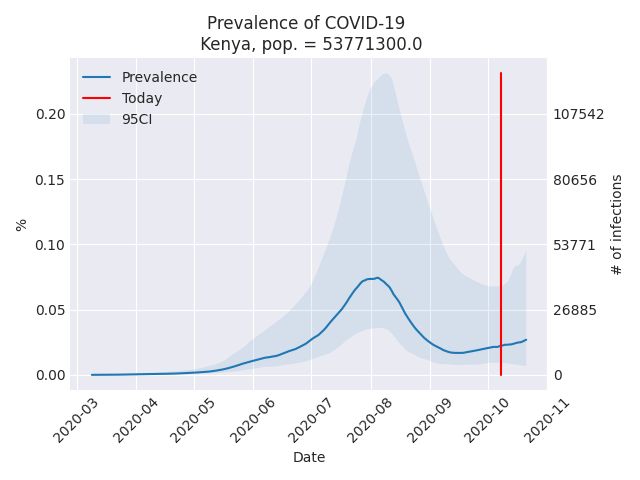 Prevalence of COVID-19
Kenya, pop. = 53771300.0
Prevalence
Today
95CI
0.20
0.15
0.10
0.05
0.00
%
107542
80656
53771
26885
0
# of infections
2020-03
2020-04
2020-05
2020-06
2020-07
2020-08
2020-09
2020-10
2020-11
Date